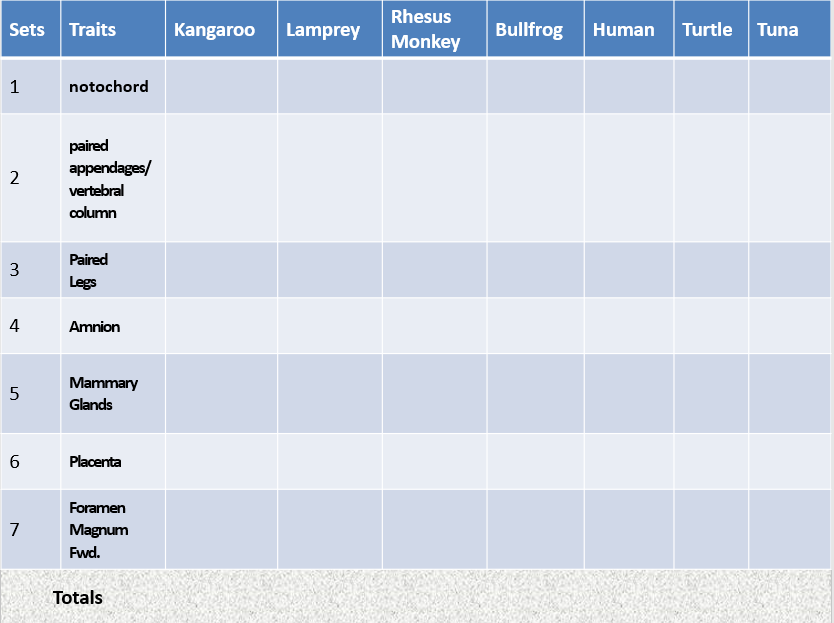 Sets Traits Kangaroo Lamprey Rhesus Monkey Bullfrog Human Turtle Tuna
1 notochord
2 paired
appendages/
vertebral
column
3 Paired
Legs
4 Amnion
5 Mammary
Glands
6 Placenta
7 Foramen
Magnum
Fwd.
Totals